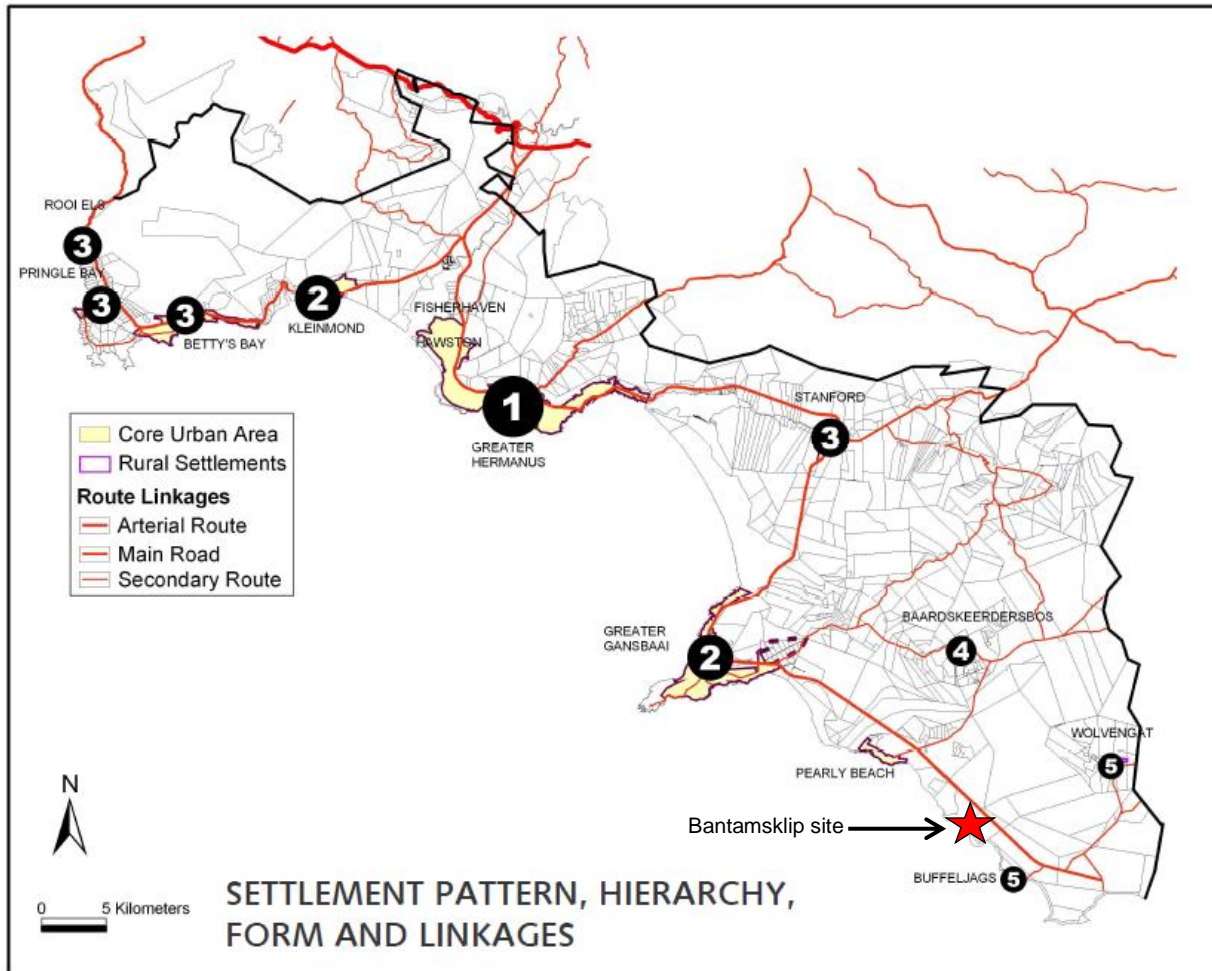 ROOI ELS
3
PRINGLE BAY
3
3
BETTY'S BAY
2
KLEINMOND
FISHERHAVEN
HAWSTON
1
GREATER
HERMANUS
STANFORD
3
Core Urban Area
Rural Settlements
Route Linkages
Arterial Route
Main Road
Secondary Route
GREATER
GANSBAAI
2
BAARDSKEERDERSBOS
4
WOLVENGAT
5
PEARLY BEACH
Bantamsklip site
BUFFELJAGS
5
N
0 5 Kilometers
SETTLEMENT PATTERN, HIERARCHY,
FORM AND LINKAGES